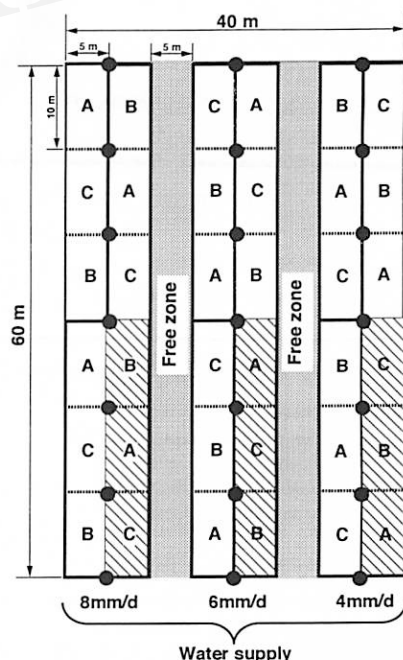 40 m
5 m 5 m
10 m
60 m
A B C A B C
C A B C A B
B C A B C A
Free zone Free zone
A B C A B C
C A B C A B
B C A B C A
8mm/d 6mm/d 4mm/d
Water supply